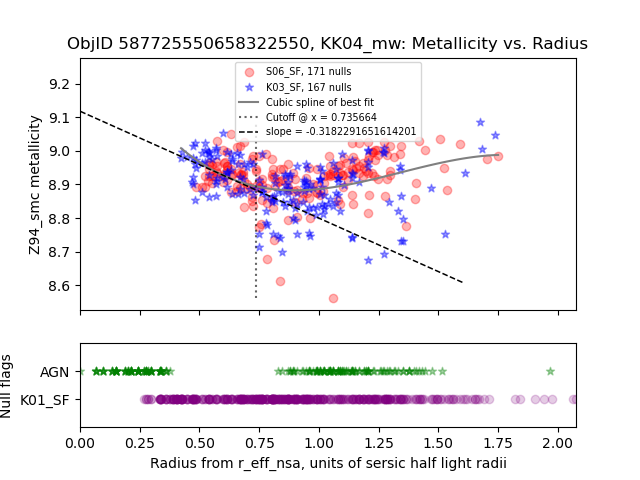 ObjID 587725550658322550, KK04_mw: Metallicity vs. Radius
S06_SF, 171 nulls
K03_SF, 167 nulls
Cubic spline of best fit
Cutoff @ x = 0.735664
slope = -0.3182291651614201
Z94_smc metallicity
9.2
9.1
9.0
8.9
8.8
8.7
8.6
Null flags
AGN
K01_SF
0.00 0.25 0.50 0.75 1.00 1.25 1.50 1.75 2.00
Radius from r_eff_nsa, units of sersic half light radii